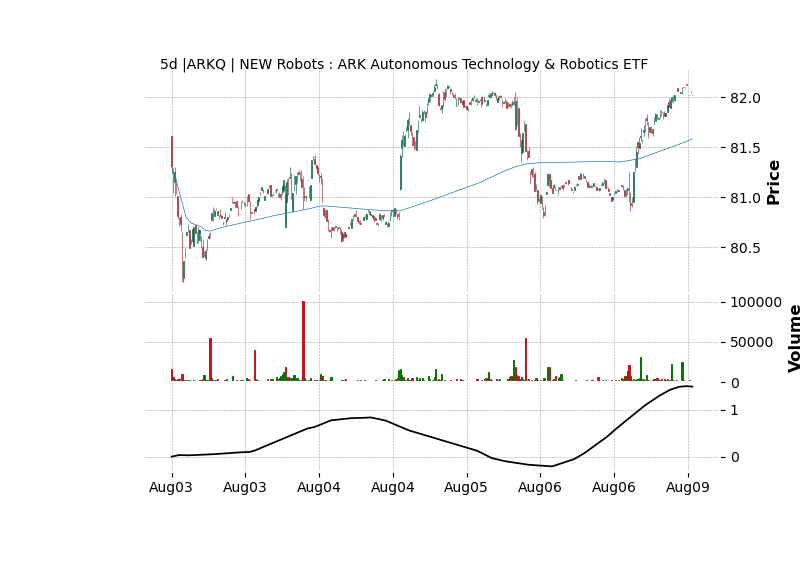 5d |ARKQ | NEW Robots : ARK Autonomous Technology & Robotics ETF
82.0
81.5
81.0
80.5
Price
100000
50000
0
Volume
1
0
Aug03 Aug03 Aug04 Aug04 Aug05 Aug06 Aug06 Aug09